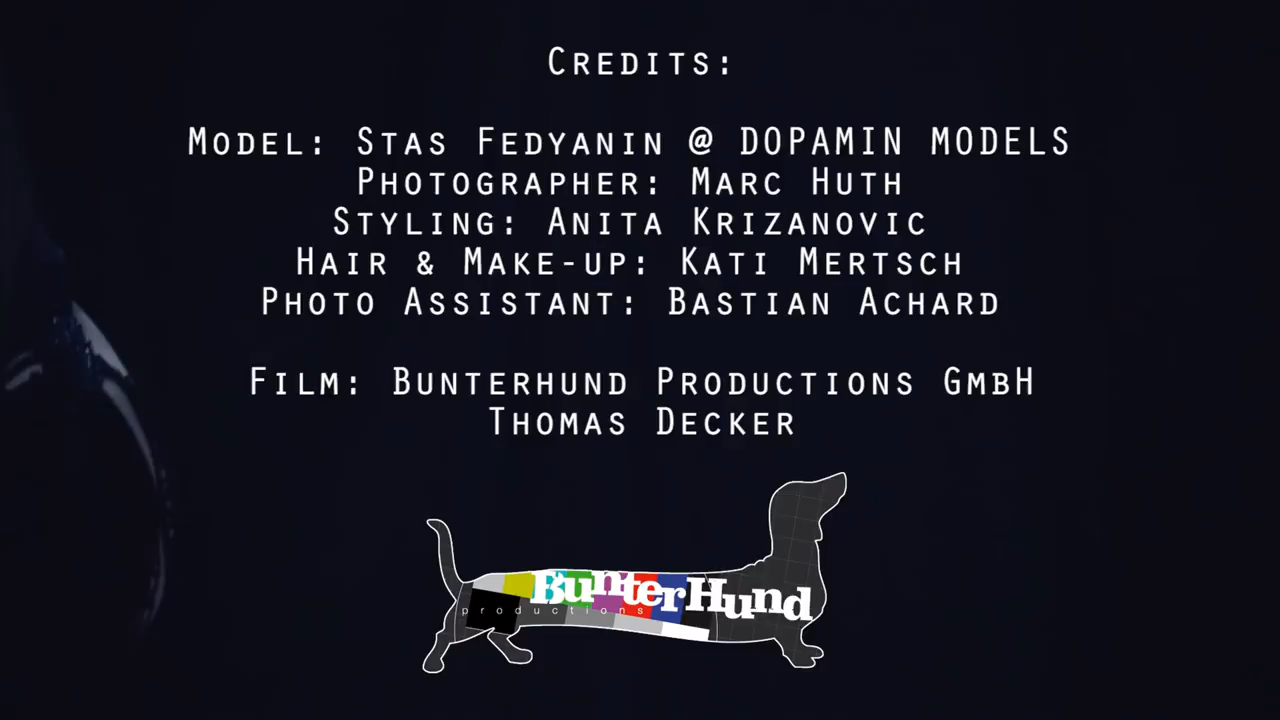 Credits:
Model: Stas Fedyanin @ DOPAMIN MODELS
Photographer: Marc Huth
Styling: Anita Krizanovic
Hair & Make-up: Kati Mertsch
Photo Assistant: Bastian Achard
Film: Bunterhund Productions GmbH
Thomas Decker
BunterHund
productions